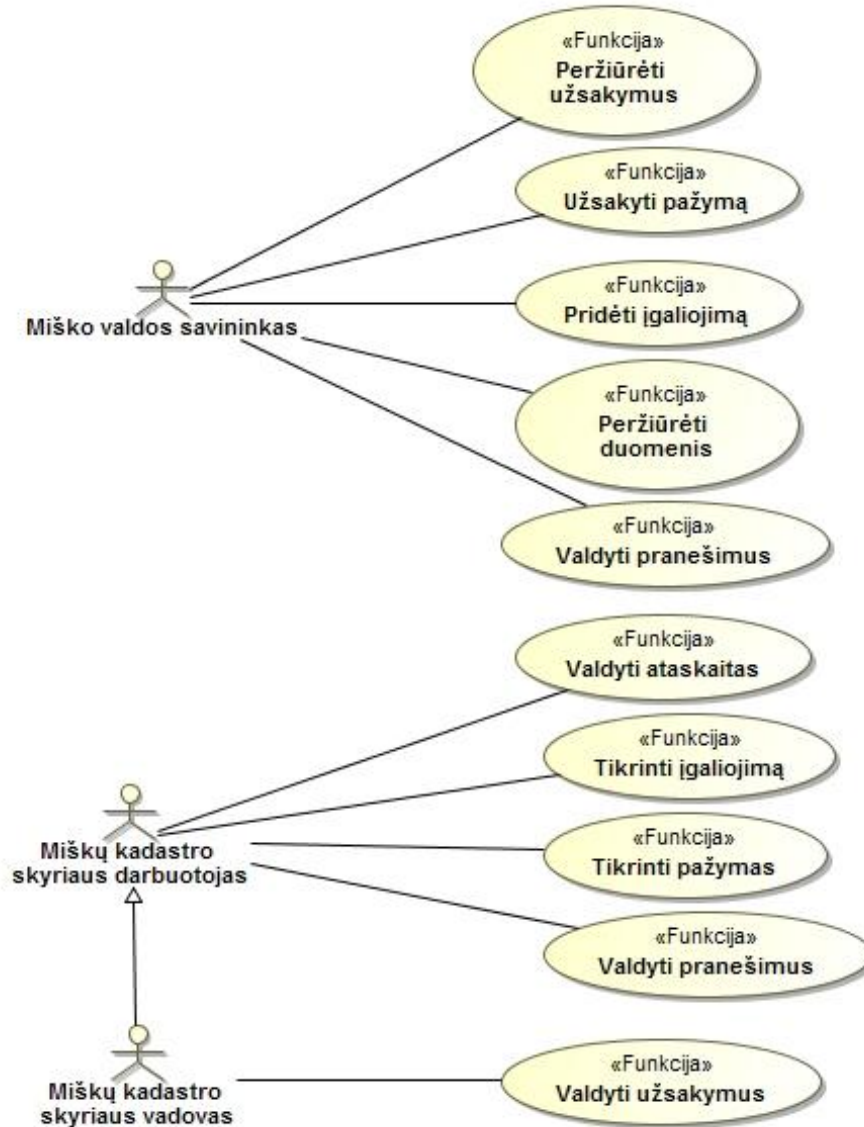 «Funkcija»
Peržiūrėti
užsakymus
«Funkcija»
Užsakyti pažymą
«Funkcija»
Pridėti įgaliojimą
Miško valdos savininkas
«Funkcija»
Peržiūrėti
duomenis
«Funkcija»
Valdyti pranešimus
«Funkcija»
Valdyti ataskaitas
«Funkcija»
Tikrinti įgaliojimą
«Funkcija»
Tikrinti pažymas
Miškų kadastro
skyriaus darbuotojas
«Funkcija»
Valdyti pranešimus
«Funkcija»
Valdyti užsakymus
Miškų kadastro
skyriaus vadovas